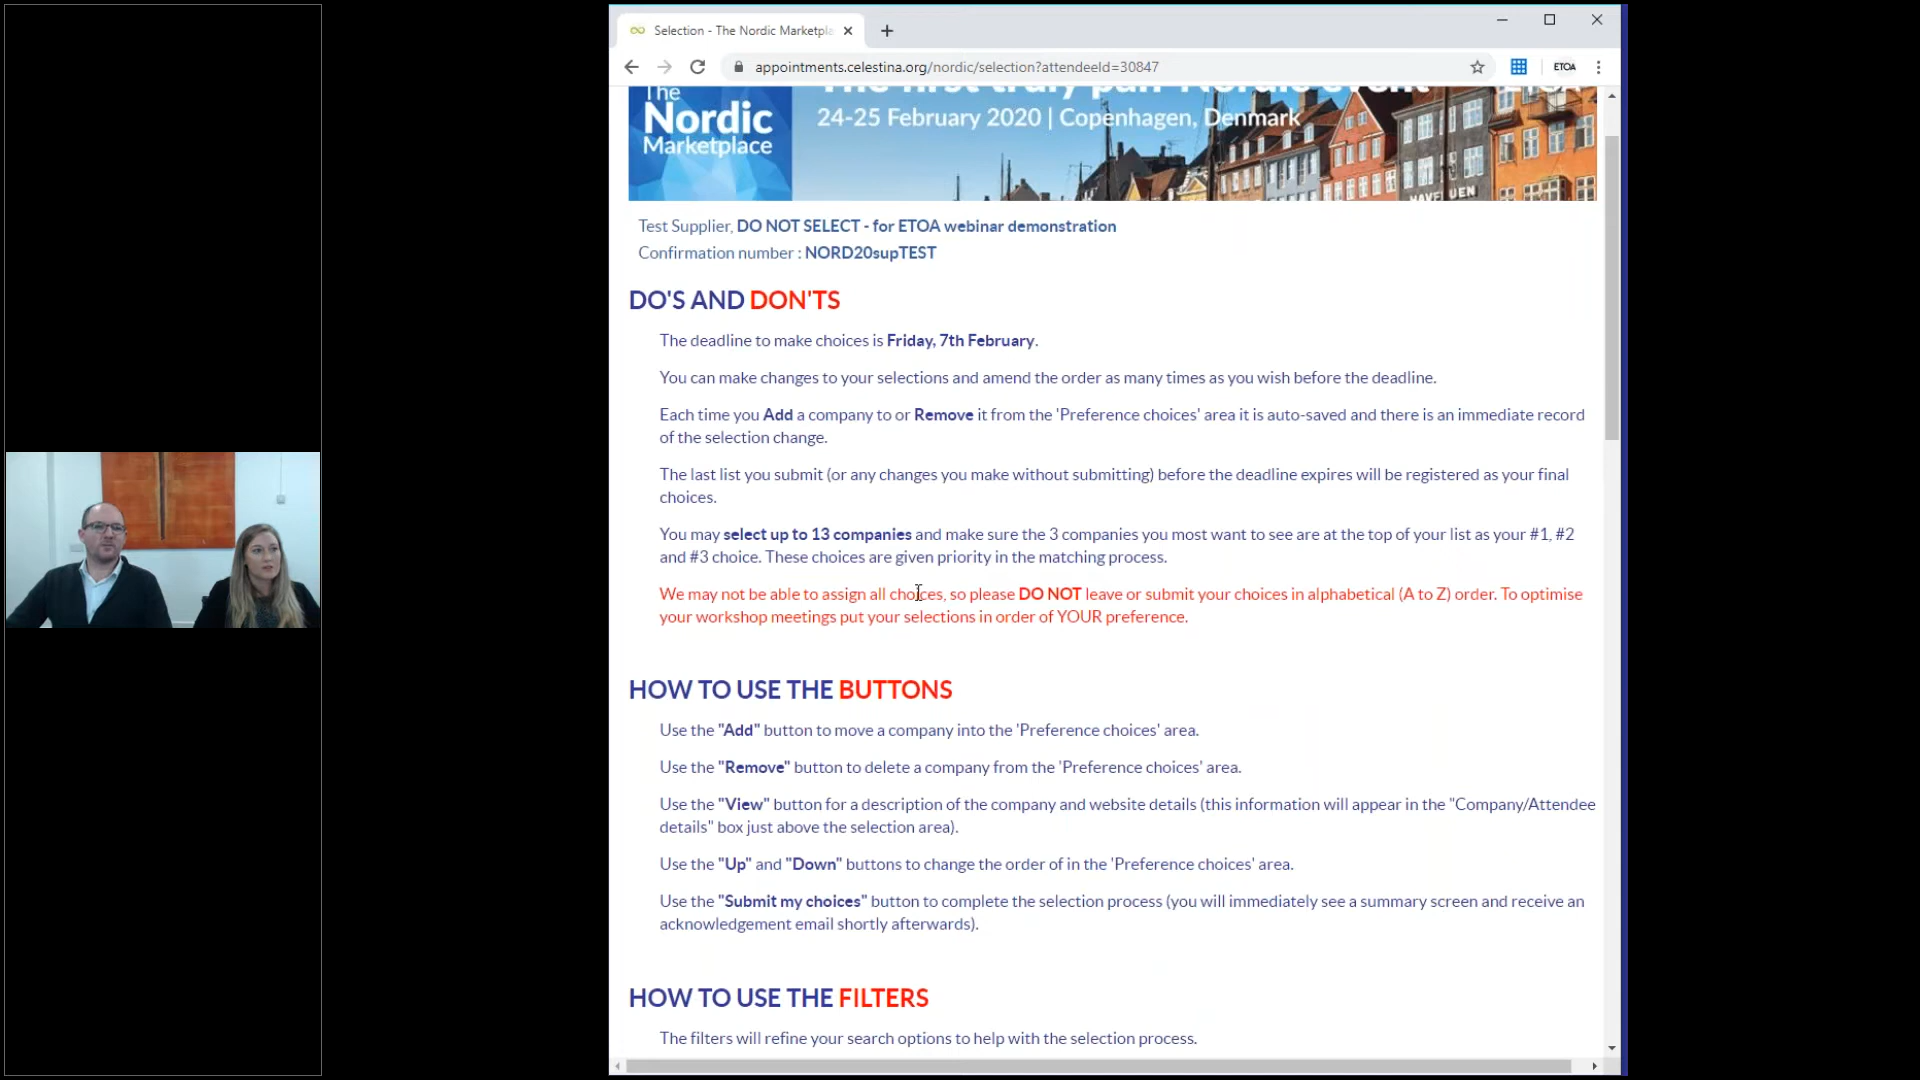 Selection - The Nordic Marketpla
appointments.celestina.org/nordic/selection?attendeeId=30847
ETOA
The
Nordic
Marketplace
The first truly pan-Nordic event
ETOA
24-25 February 2020 | Copenhagen, Denmark
Test Supplier, DO NOT SELECT - for ETOA webinar demonstration
Confirmation number : NORD20supTEST
DO'S AND DON'TS
The deadline to make choices is Friday, 7th February.
You can make changes to your selections and amend the order as many times as you wish before the deadline.
Each time you Add a company to or Remove it from the 'Preference choices' area it is auto-saved and there is an immediate record
of the selection change.
The last list you submit (or any changes you make without submitting) before the deadline expires will be registered as your final
choices.
You may select up to 13 companies and make sure the 3 companies you most want to see are at the top of your list as your #1, #2
and #3 choice. These choices are given priority in the matching process.
We may not be able to assign all choices, so please DO NOT leave or submit your choices in alphabetical (A to Z) order. To optimise
your workshop meetings put your selections in order of YOUR preference.
HOW TO USE THE BUTTONS
Use the "Add" button to move a company into the 'Preference choices' area.
Use the "Remove" button to delete a company from the 'Preference choices' area.
Use the "View" button for a description of the company and website details (this information will appear in the "Company/Attendee
details" box just above the selection area).
Use the "Up" and "Down" buttons to change the order of in the 'Preference choices' area.
Use the "Submit my choices" button to complete the selection process (you will immediately see a summary screen and receive an
acknowledgement email shortly afterwards).
HOW TO USE THE FILTERS
The filters will refine your search options to help with the selection process.